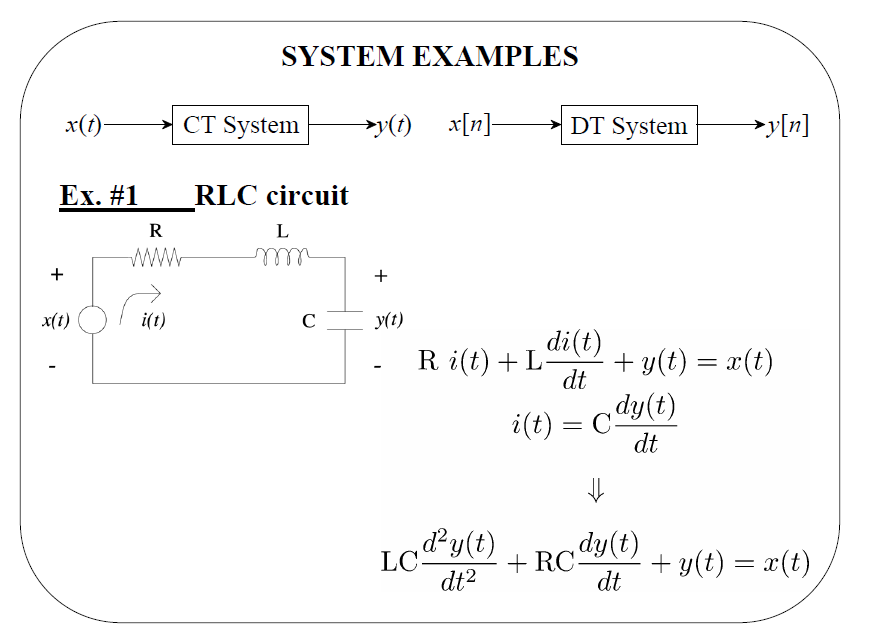 SYSTEM EXAMPLES
x(t) CT System y(t) x[n] DT System y[n]
Ex. #1 RLC circuit
R L
+ +
x(t) i(t) C y(t)
- -
R i(t) + L di(t)/dt + y(t) = x(t)
i(t) = C dy(t)/dt
⇓
LC d²y(t)/dt² + RC dy(t)/dt + y(t) = x(t)